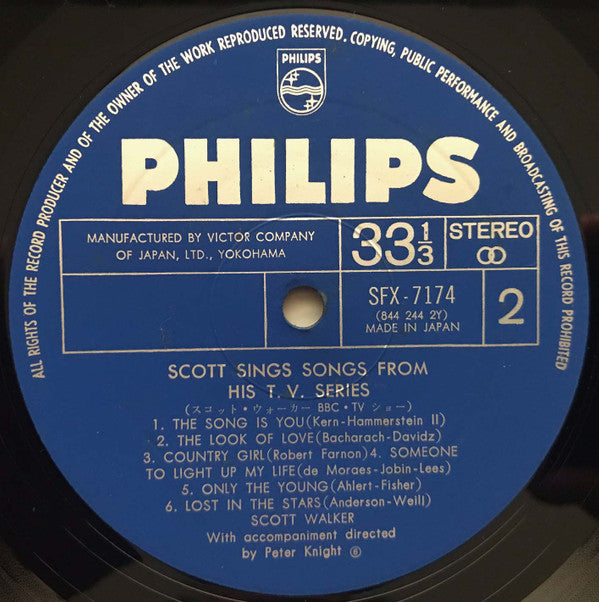 ALL RIGHTS OF THE RECORD PRODUCER AND OF THE OWNER OF THE WORK REPRODUCED RESERVED. COPYING, PUBLIC PERFORMANCE AND BROADCASTING OF THIS RECORD PROHIBITED
PHILIPS
PHILIPS
MANUFACTURED BY VICTOR COMPANY
OF JAPAN, LTD., YOKOHAMA
33 1/3
STEREO
SFX-7174
(844 244 2Y)
MADE IN JAPAN
2
SCOTT SINGS SONGS FROM
HIS T. V. SERIES
(スコット・ウォーカー BBC・TV ショー)
1. THE SONG IS YOU(Kern-Hammerstein II)
2. THE LOOK OF LOVE(Bacharach-Davidz)
3. COUNTRY GIRL(Robert Farnon) 4. SOMEONE
TO LIGHT UP MY LIFE(de Moraes-Jobin-Lees)
5. ONLY THE YOUNG(Ahlert-Fisher)
6. LOST IN THE STARS(Anderson-Weill)
SCOTT WALKER
With accompaniment directed
by Peter Knight ⑥